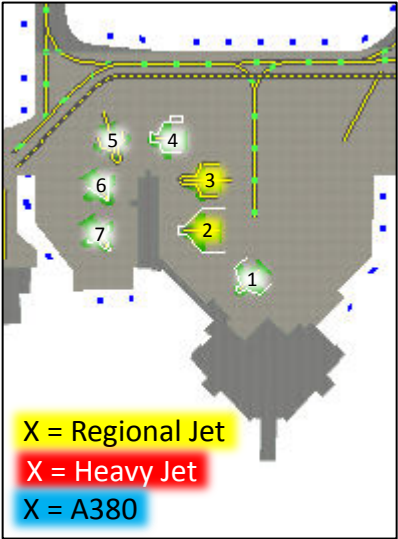 5 4
6 3
7 2
1
X = Regional Jet
X = Heavy Jet
X = A380